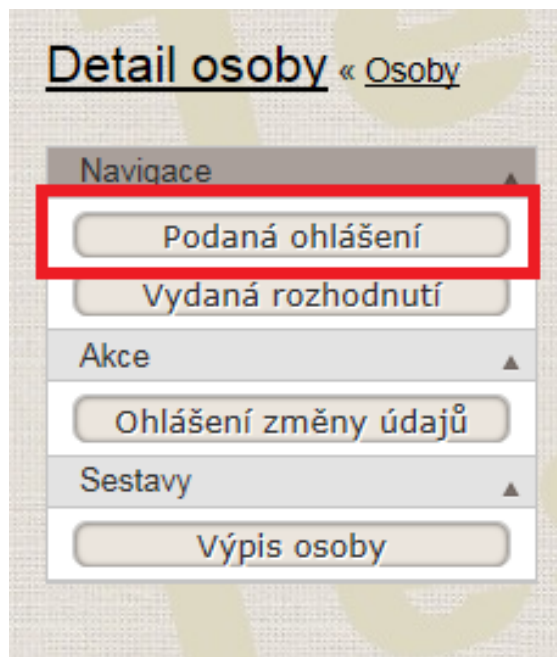 Detail osoby « Osoby
Navigace
Podaná ohlášení
Vydaná rozhodnutí
Akce
Ohlášení změny údajů
Sestavy
Výpis osoby